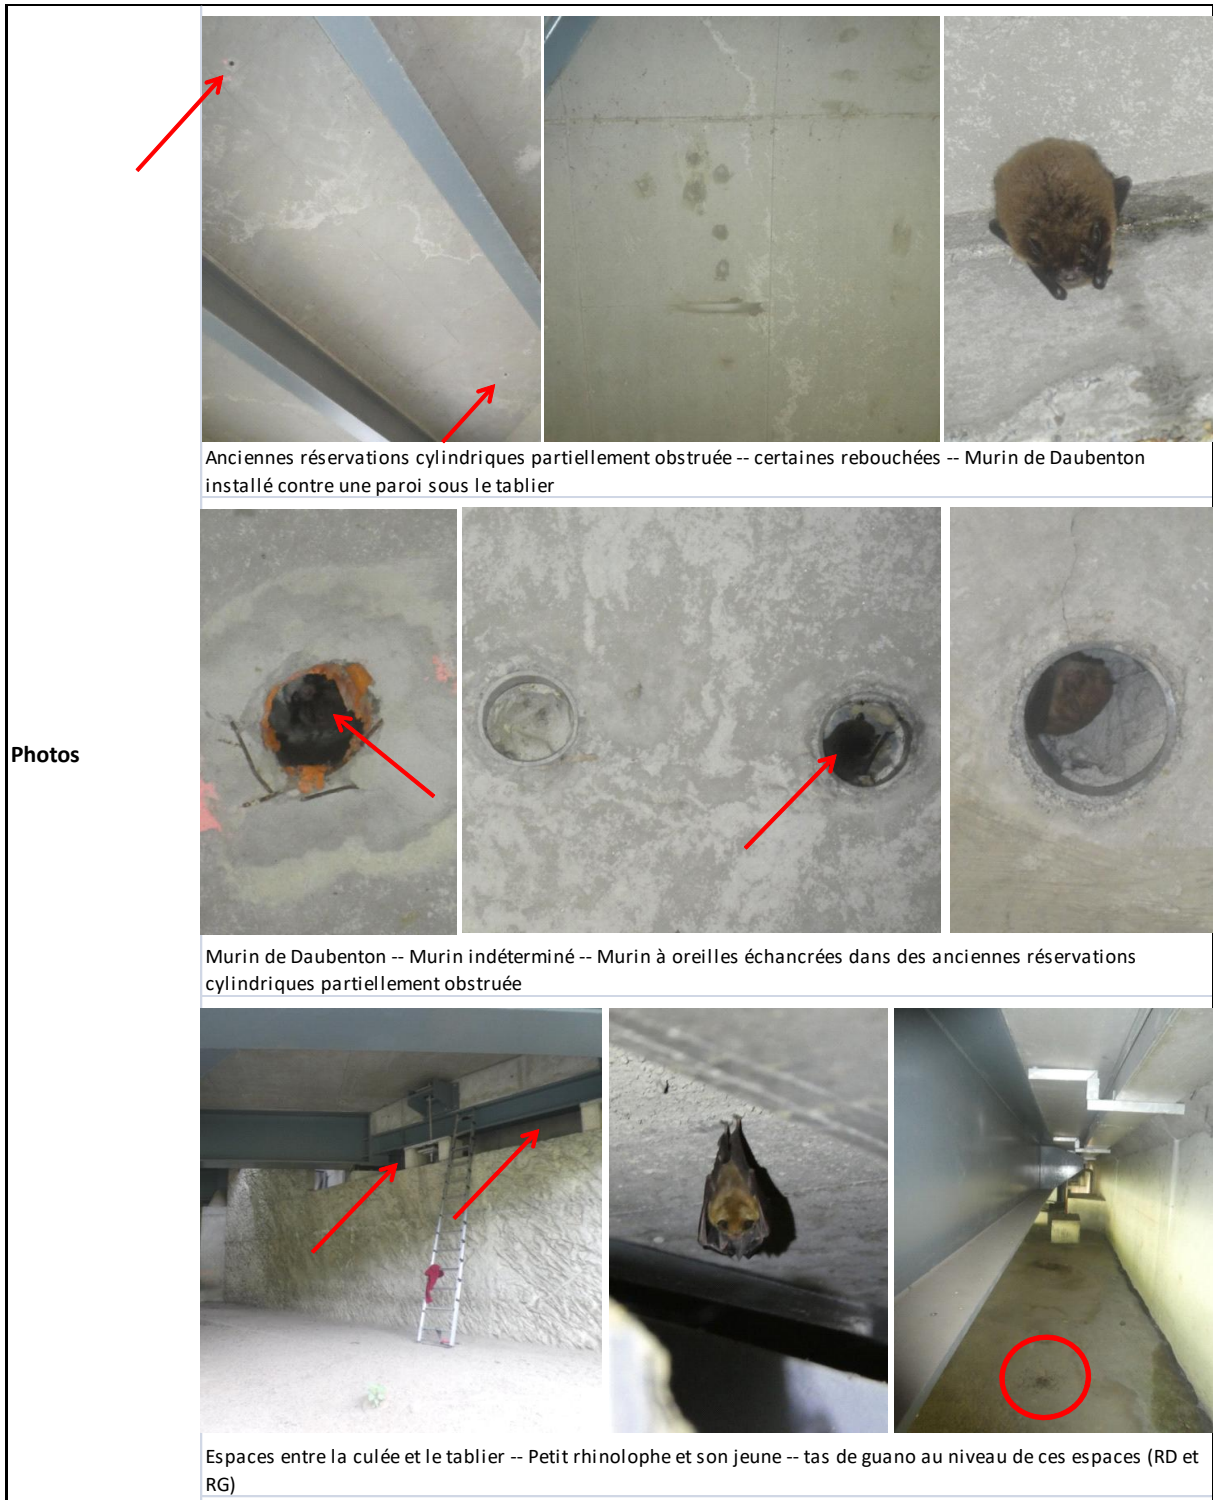 Anciennes réservations cylindriques partiellement obstruée -- certaines rebouchées -- Murin de Daubenton
installé contre une paroi sous le tablier
Photos
Murin de Daubenton -- Murin indéterminé -- Murin à oreilles échancrées dans des anciennes réservations
cylindriques partiellement obstruée
Espaces entre la culée et le tablier -- Petit rhinolophe et son jeune -- tas de guano au niveau de ces espaces (RD et
RG)